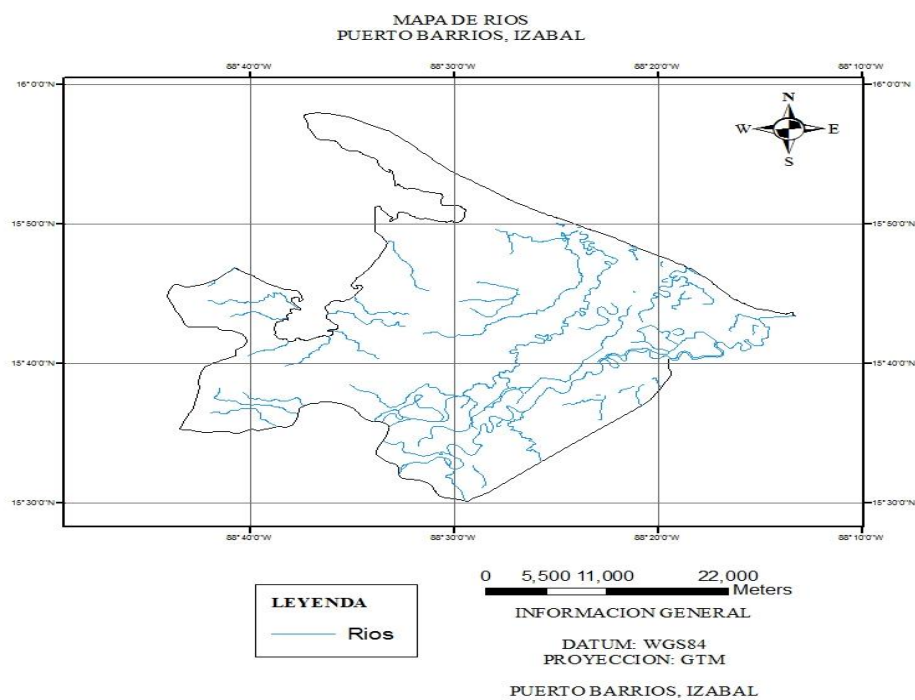 MAPA DE RIOS
PUERTO BARRIOS, IZABAL
88°40'0"W 88°30'0"W 88°20'0"W 88°10'0"W
16°0'0"N 16°0'0"N
N
W E
S
15°50'0"N 15°50'0"N
15°40'0"N 15°40'0"N
15°30'0"N 15°30'0"N
88°40'0"W 88°30'0"W 88°20'0"W 88°10'0"W
0 5,500 11,000 22,000
Meters
LEYENDA
Rios
INFORMACION GENERAL
DATUM: WGS84
PROYECCION: GTM
PUERTO BARRIOS, IZABAL